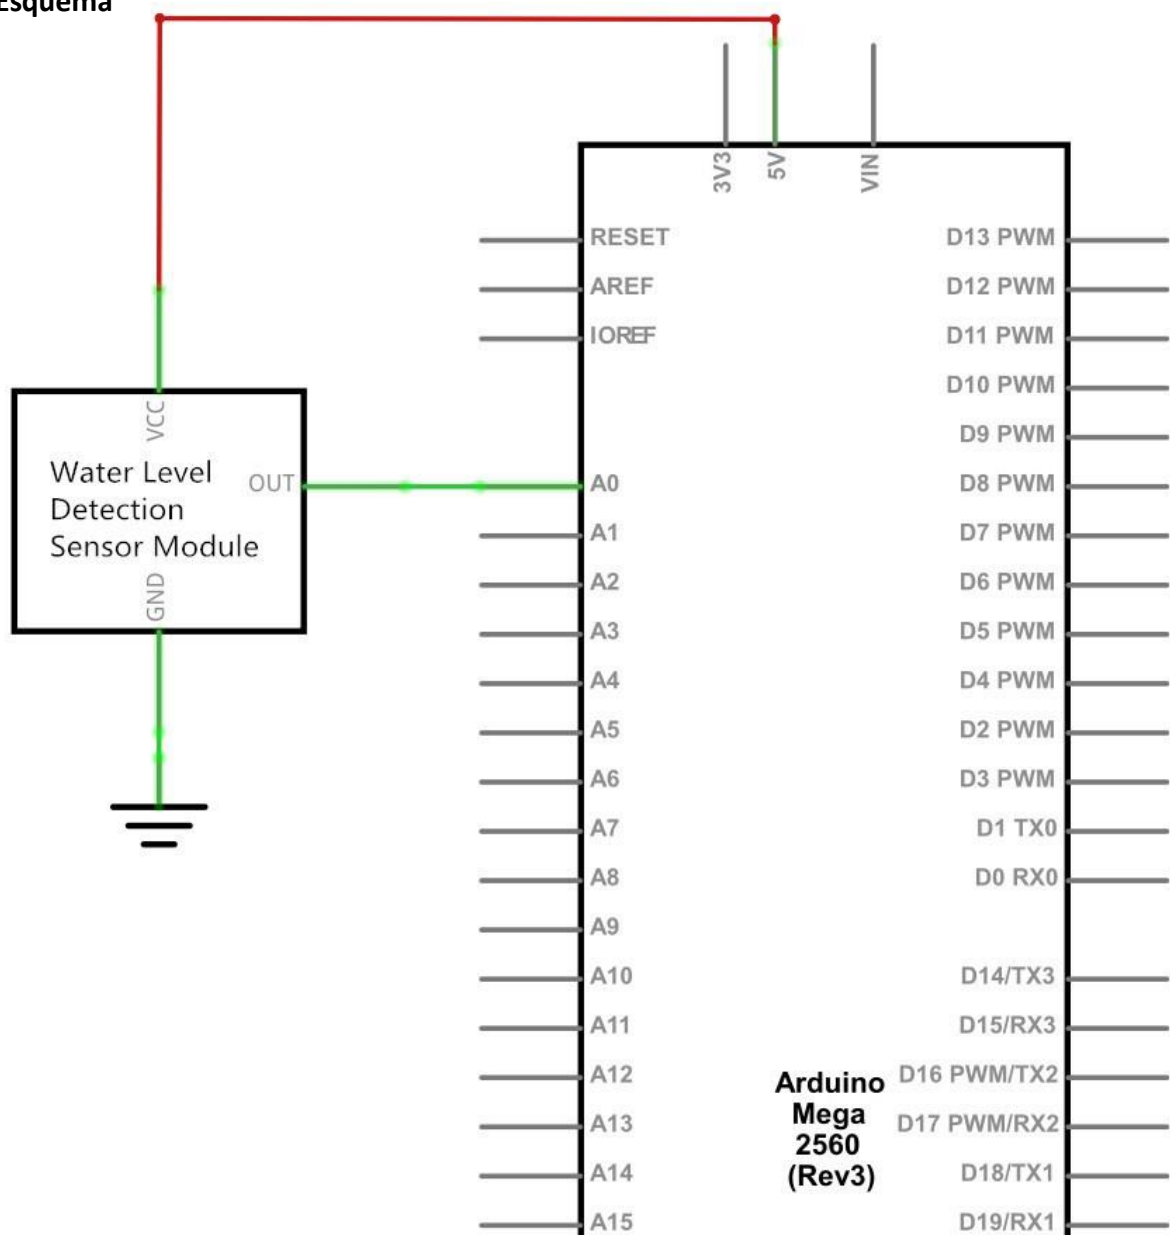 Esquema
3V3
5V
VIN
RESET
AREF
IOREF
A0
A1
A2
A3
A4
A5
A6
A7
A8
A9
A10
A11
A12
A13
A14
A15
D13 PWM
D12 PWM
D11 PWM
D10 PWM
D9 PWM
D8 PWM
D7 PWM
D6 PWM
D5 PWM
D4 PWM
D2 PWM
D3 PWM
D1 TX0
D0 RX0
D14/TX3
D15/RX3
D16 PWM/TX2
D17 PWM/RX2
D18/TX1
D19/RX1
Arduino
Mega
2560
(Rev3)
VCC
Water Level
Detection
Sensor Module
OUT
GND